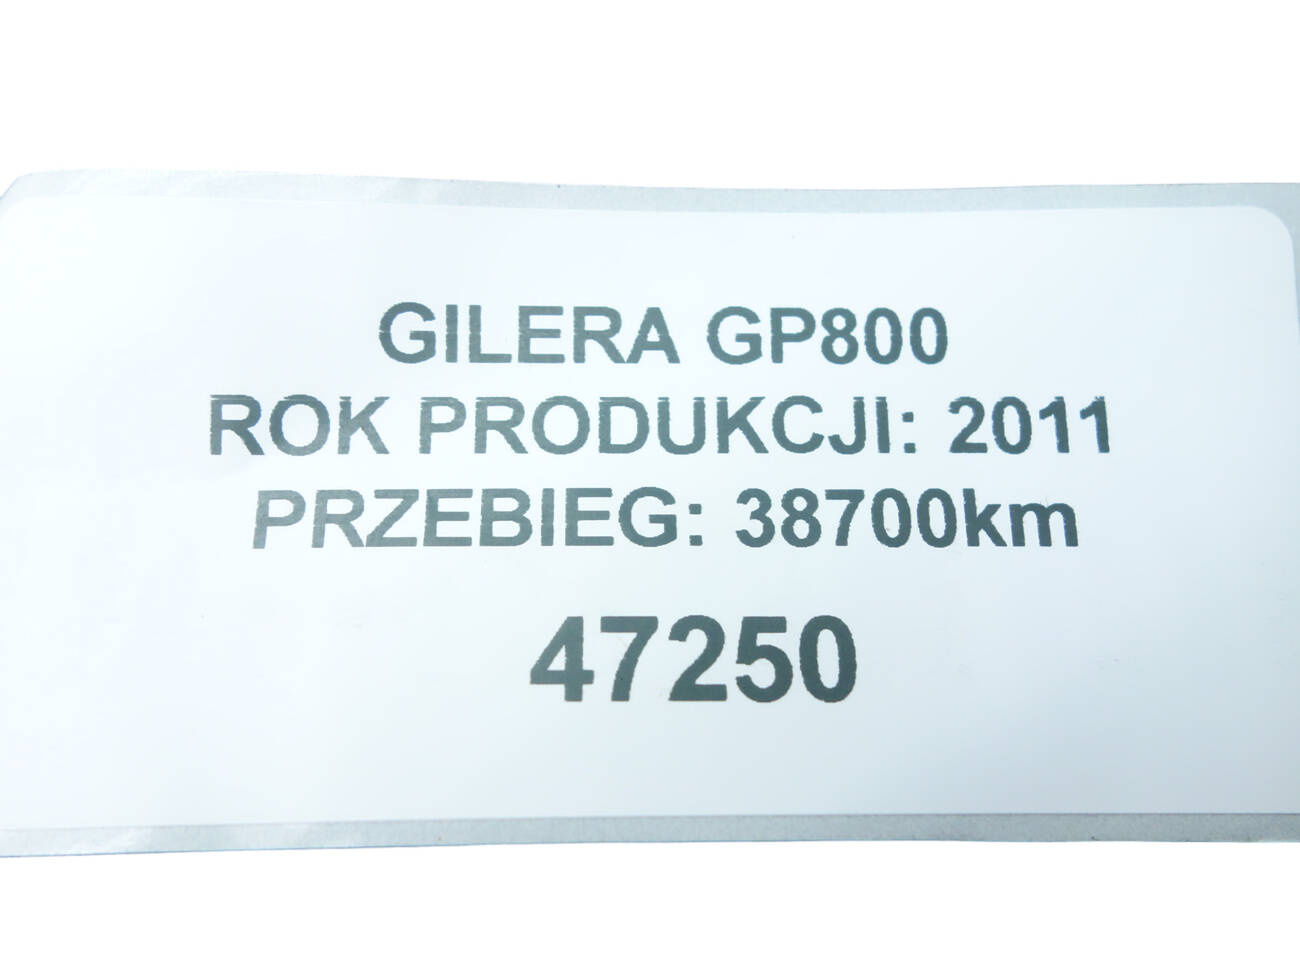 GILERA GP800
ROK PRODUKCJI: 2011
PRZEBIEG: 38700km
47250